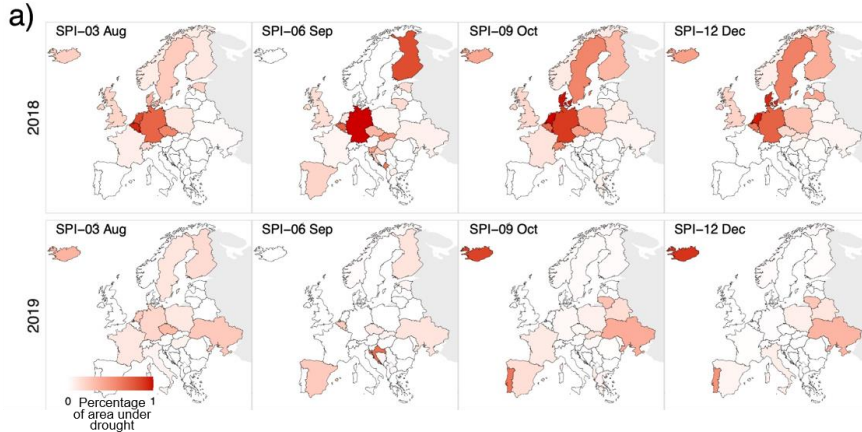 a)
SPI-03 Aug
SPI-06 Sep
SPI-09 Oct
SPI-12 Dec
2018
SPI-03 Aug
SPI-06 Sep
SPI-09 Oct
SPI-12 Dec
2019
0 Percentage 1
of area under
drought